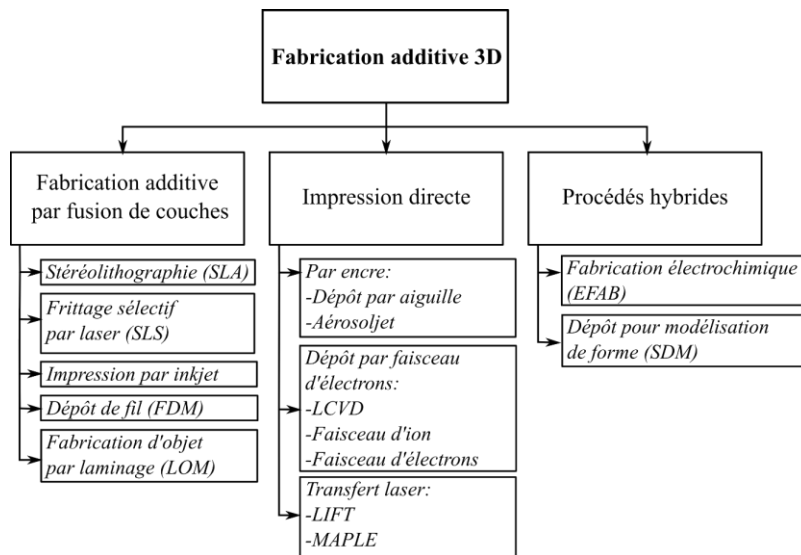 Fabrication additive 3D
Fabrication additive
par fusion de couches
Stéréolithographie (SLA)
Frittage sélectif
par laser (SLS)
Impression par inkjet
Dépôt de fil (FDM)
Fabrication d'objet
par laminage (LOM)
Impression directe
Par encre:
-Dépôt par aiguille
-Aérosoljet
Dépôt par faisceau
d'électrons:
-LCVD
-Faisceau d'ion
-Faisceau d'électrons
Transfert laser:
-LIFT
-MAPLE
Procédés hybrides
Fabrication électrochimique
(EFAB)
Dépôt pour modélisation
de forme (SDM)